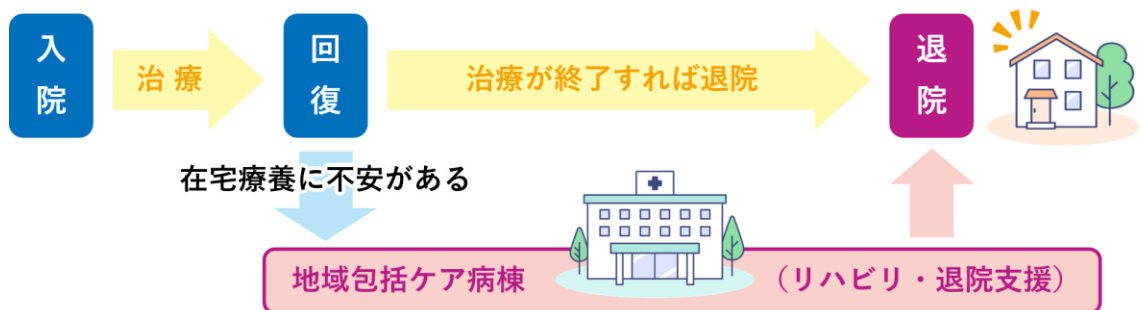 入院
治療
回復
治療が終了すれば退院
退院
在宅療養に不安がある
地域包括ケア病棟
（リハビリ・退院支援）